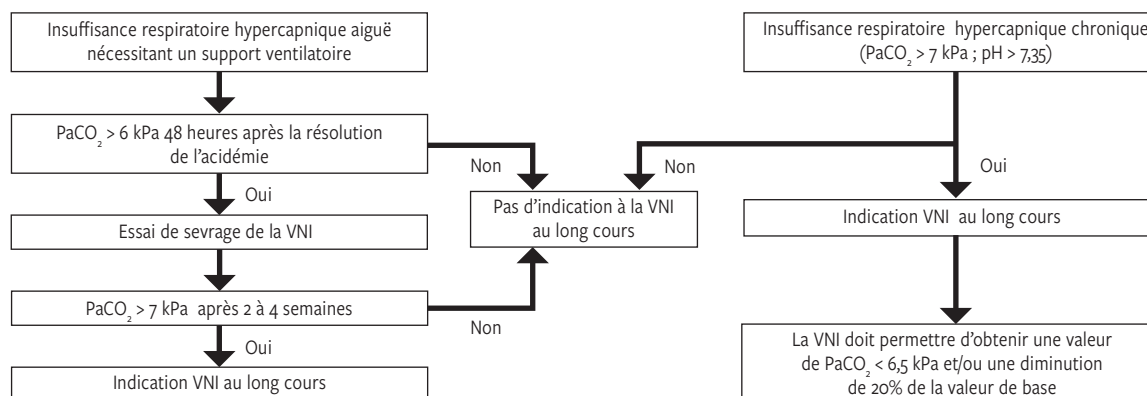 Insuffisance respiratoire hypercapnique aiguë
nécessitant un support ventilatoire
PaCO₂ > 6 kPa 48 heures après la résolution
de l'acidémie
Non
Oui
Essai de sevrage de la VNI
PaCO₂ > 7 kPa après 2 à 4 semaines
Non
Oui
Indication VNI au long cours
Pas d'indication à la VNI
au long cours
Insuffisance respiratoire hypercapnique chronique
(PaCO₂ > 7 kPa ; pH > 7,35)
Non
Oui
Indication VNI au long cours
La VNI doit permettre d'obtenir une valeur
de PaCO₂ < 6,5 kPa et/ou une diminution
de 20% de la valeur de base